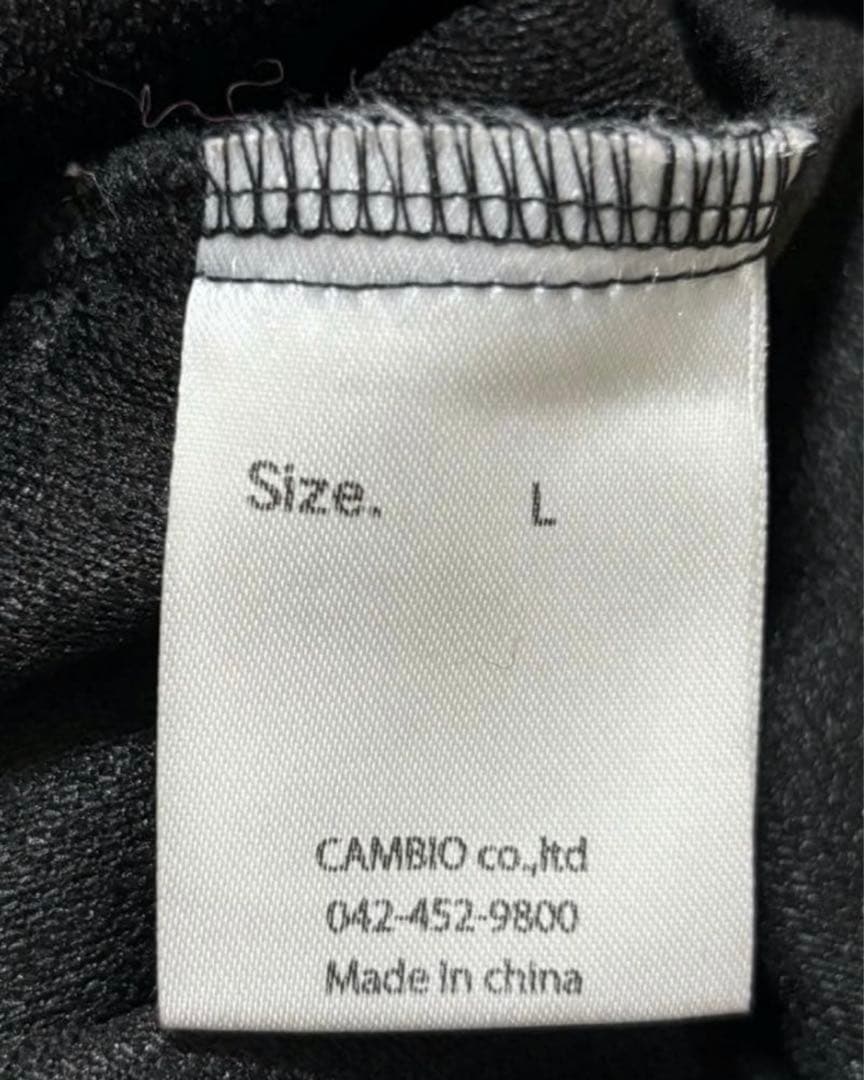 Size. L
CAMBIO co.,ltd
042-452-9800
Made in china